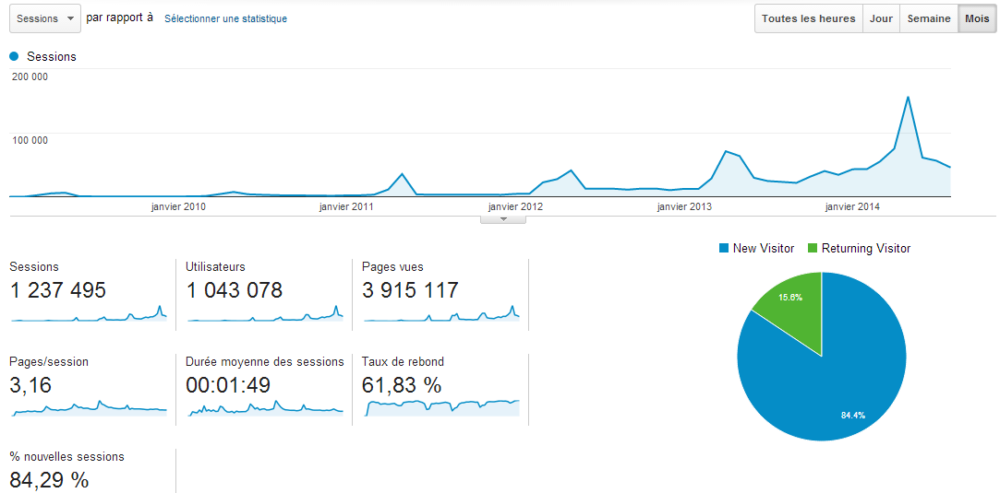 Sessions par rapport à Sélectionner une statistique Toutes les heures Jour Semaine Mois
Sessions
200 000
100 000
janvier 2010 janvier 2011 janvier 2012 janvier 2013 janvier 2014
New Visitor Returning Visitor
Sessions Utilisateurs Pages vues
1 237 495 1 043 078 3 915 117
15.6%
Pages/session Durée moyenne des sessions Taux de rebond
3,16 00:01:49 61,83 %
84.4%
% nouvelles sessions
84,29 %